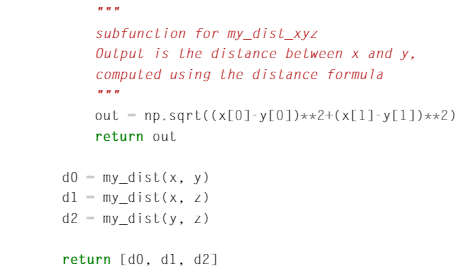 """
subfunction for my_dist_xyz
Output is the distance between x and y,
computed using the distance formula
"""
out = np.sqrt((x[0]-y[0])**2+(x[1]-y[1])**2)
return out
d0 = my_dist(x, y)
d1 = my_dist(x, z)
d2 = my_dist(y, z)
return [d0, d1, d2]